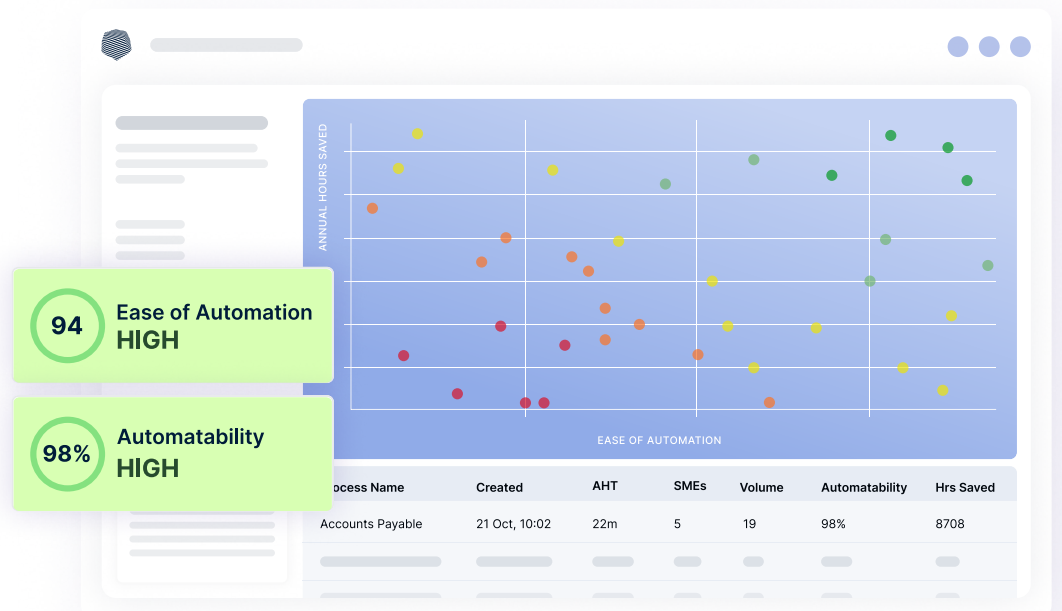 ANNUAL HOURS SAVED
94
Ease of Automation
HIGH
98%
Automatability
HIGH
EASE OF AUTOMATION
ocess Name Created AHT SMEs Volume Automatability Hrs Saved
Accounts Payable 21 Oct, 10:02 22m 5 19 98% 8708